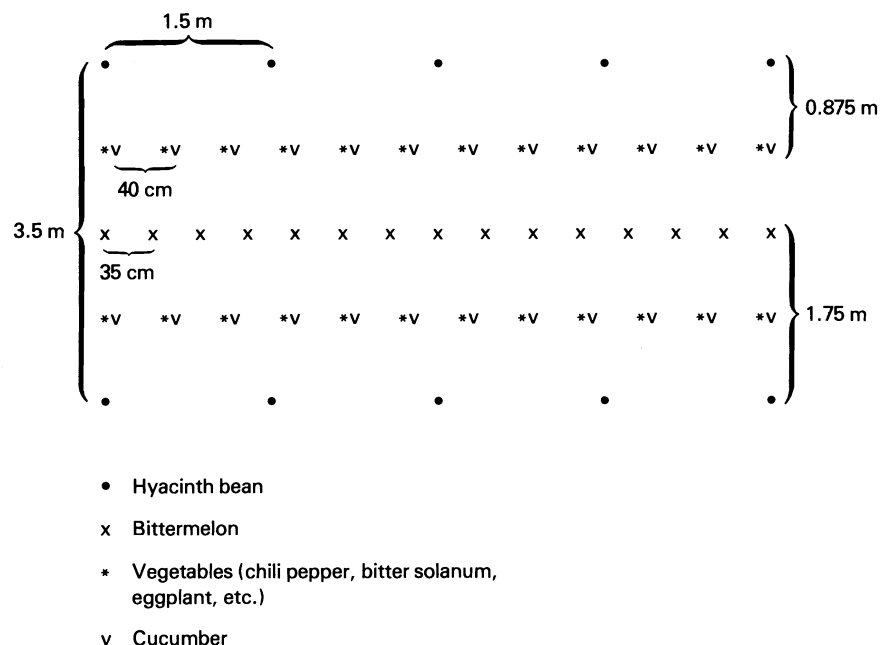 1.5 m
0.875 m
*v *v *v *v *v *v *v *v *v *v *v *v
40 cm
3.5 m
x x x x x x x x x x x x x x x
35 cm
*v *v *v *v *v *v *v *v *v *v *v *v
1.75 m
• Hyacinth bean
x Bittermelon
* Vegetables (chili pepper, bitter solanum,
eggplant, etc.)
v Cucumber